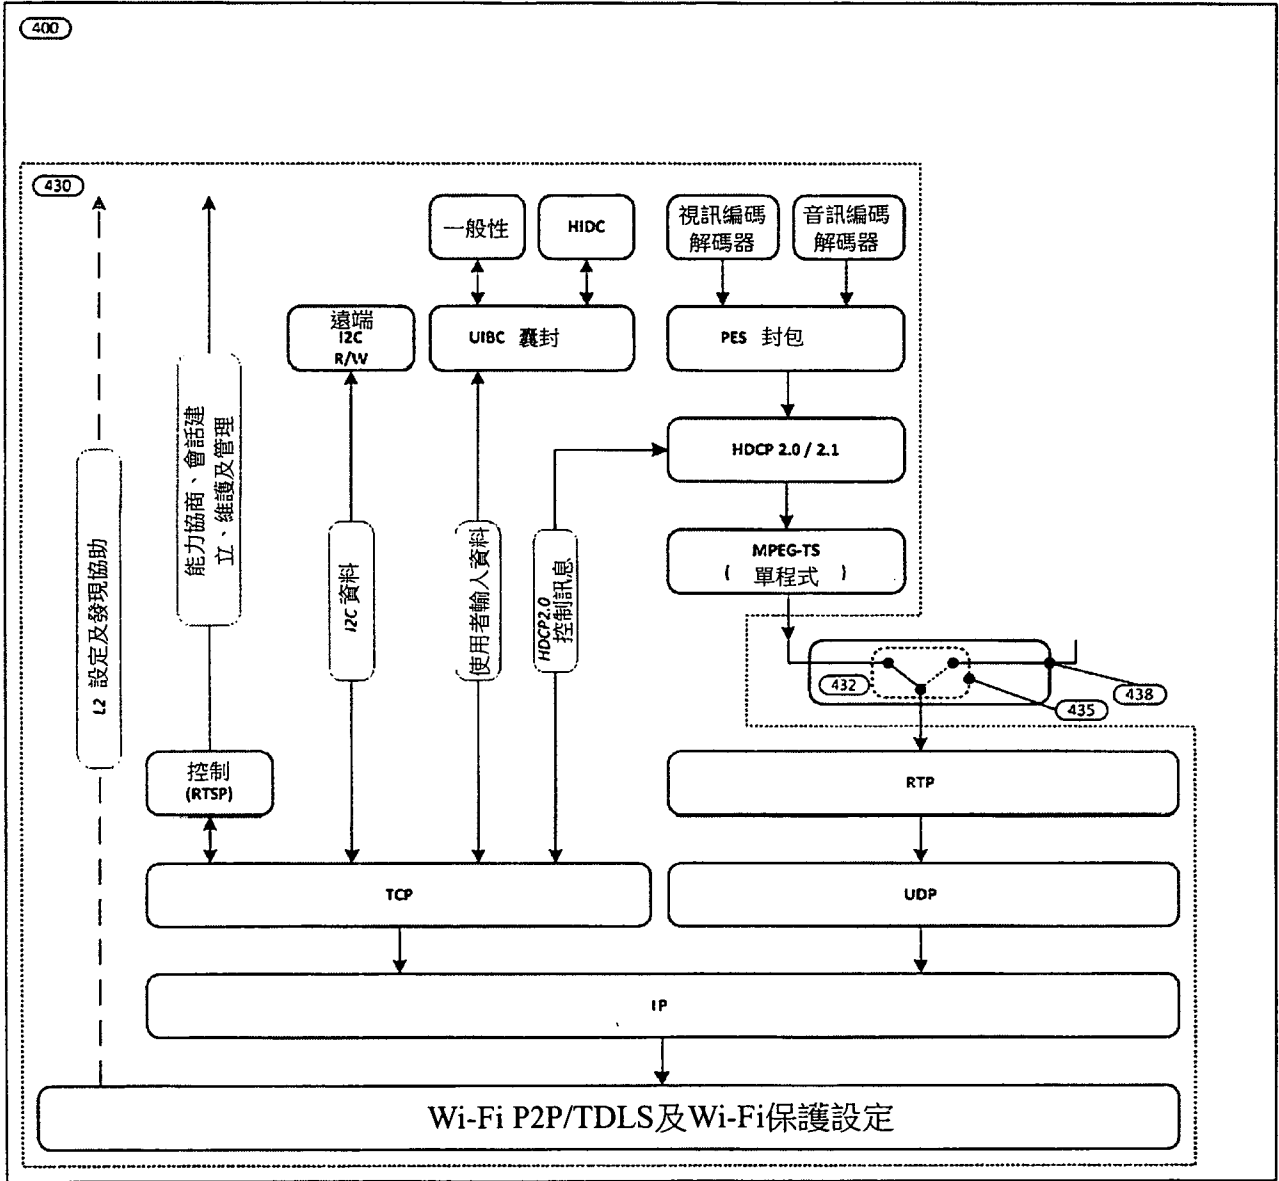 400
430
一般性
HIDC
視訊編碼
解碼器
音訊編碼
解碼器
遠端
I2C
R/W
UIBC 囊封
PES 封包
HDCP 2.0 / 2.1
MPEG-TS
( 單程式 )
L2 設定及發現協助
能力協商、會話建
立、維護及管理
I2C 資料
使用者輸入資料
HDCP2.0
控制訊息
432
435
438
控制
(RTSP)
RTP
TCP
UDP
IP
Wi-Fi P2P/TDLS及Wi-Fi保護設定